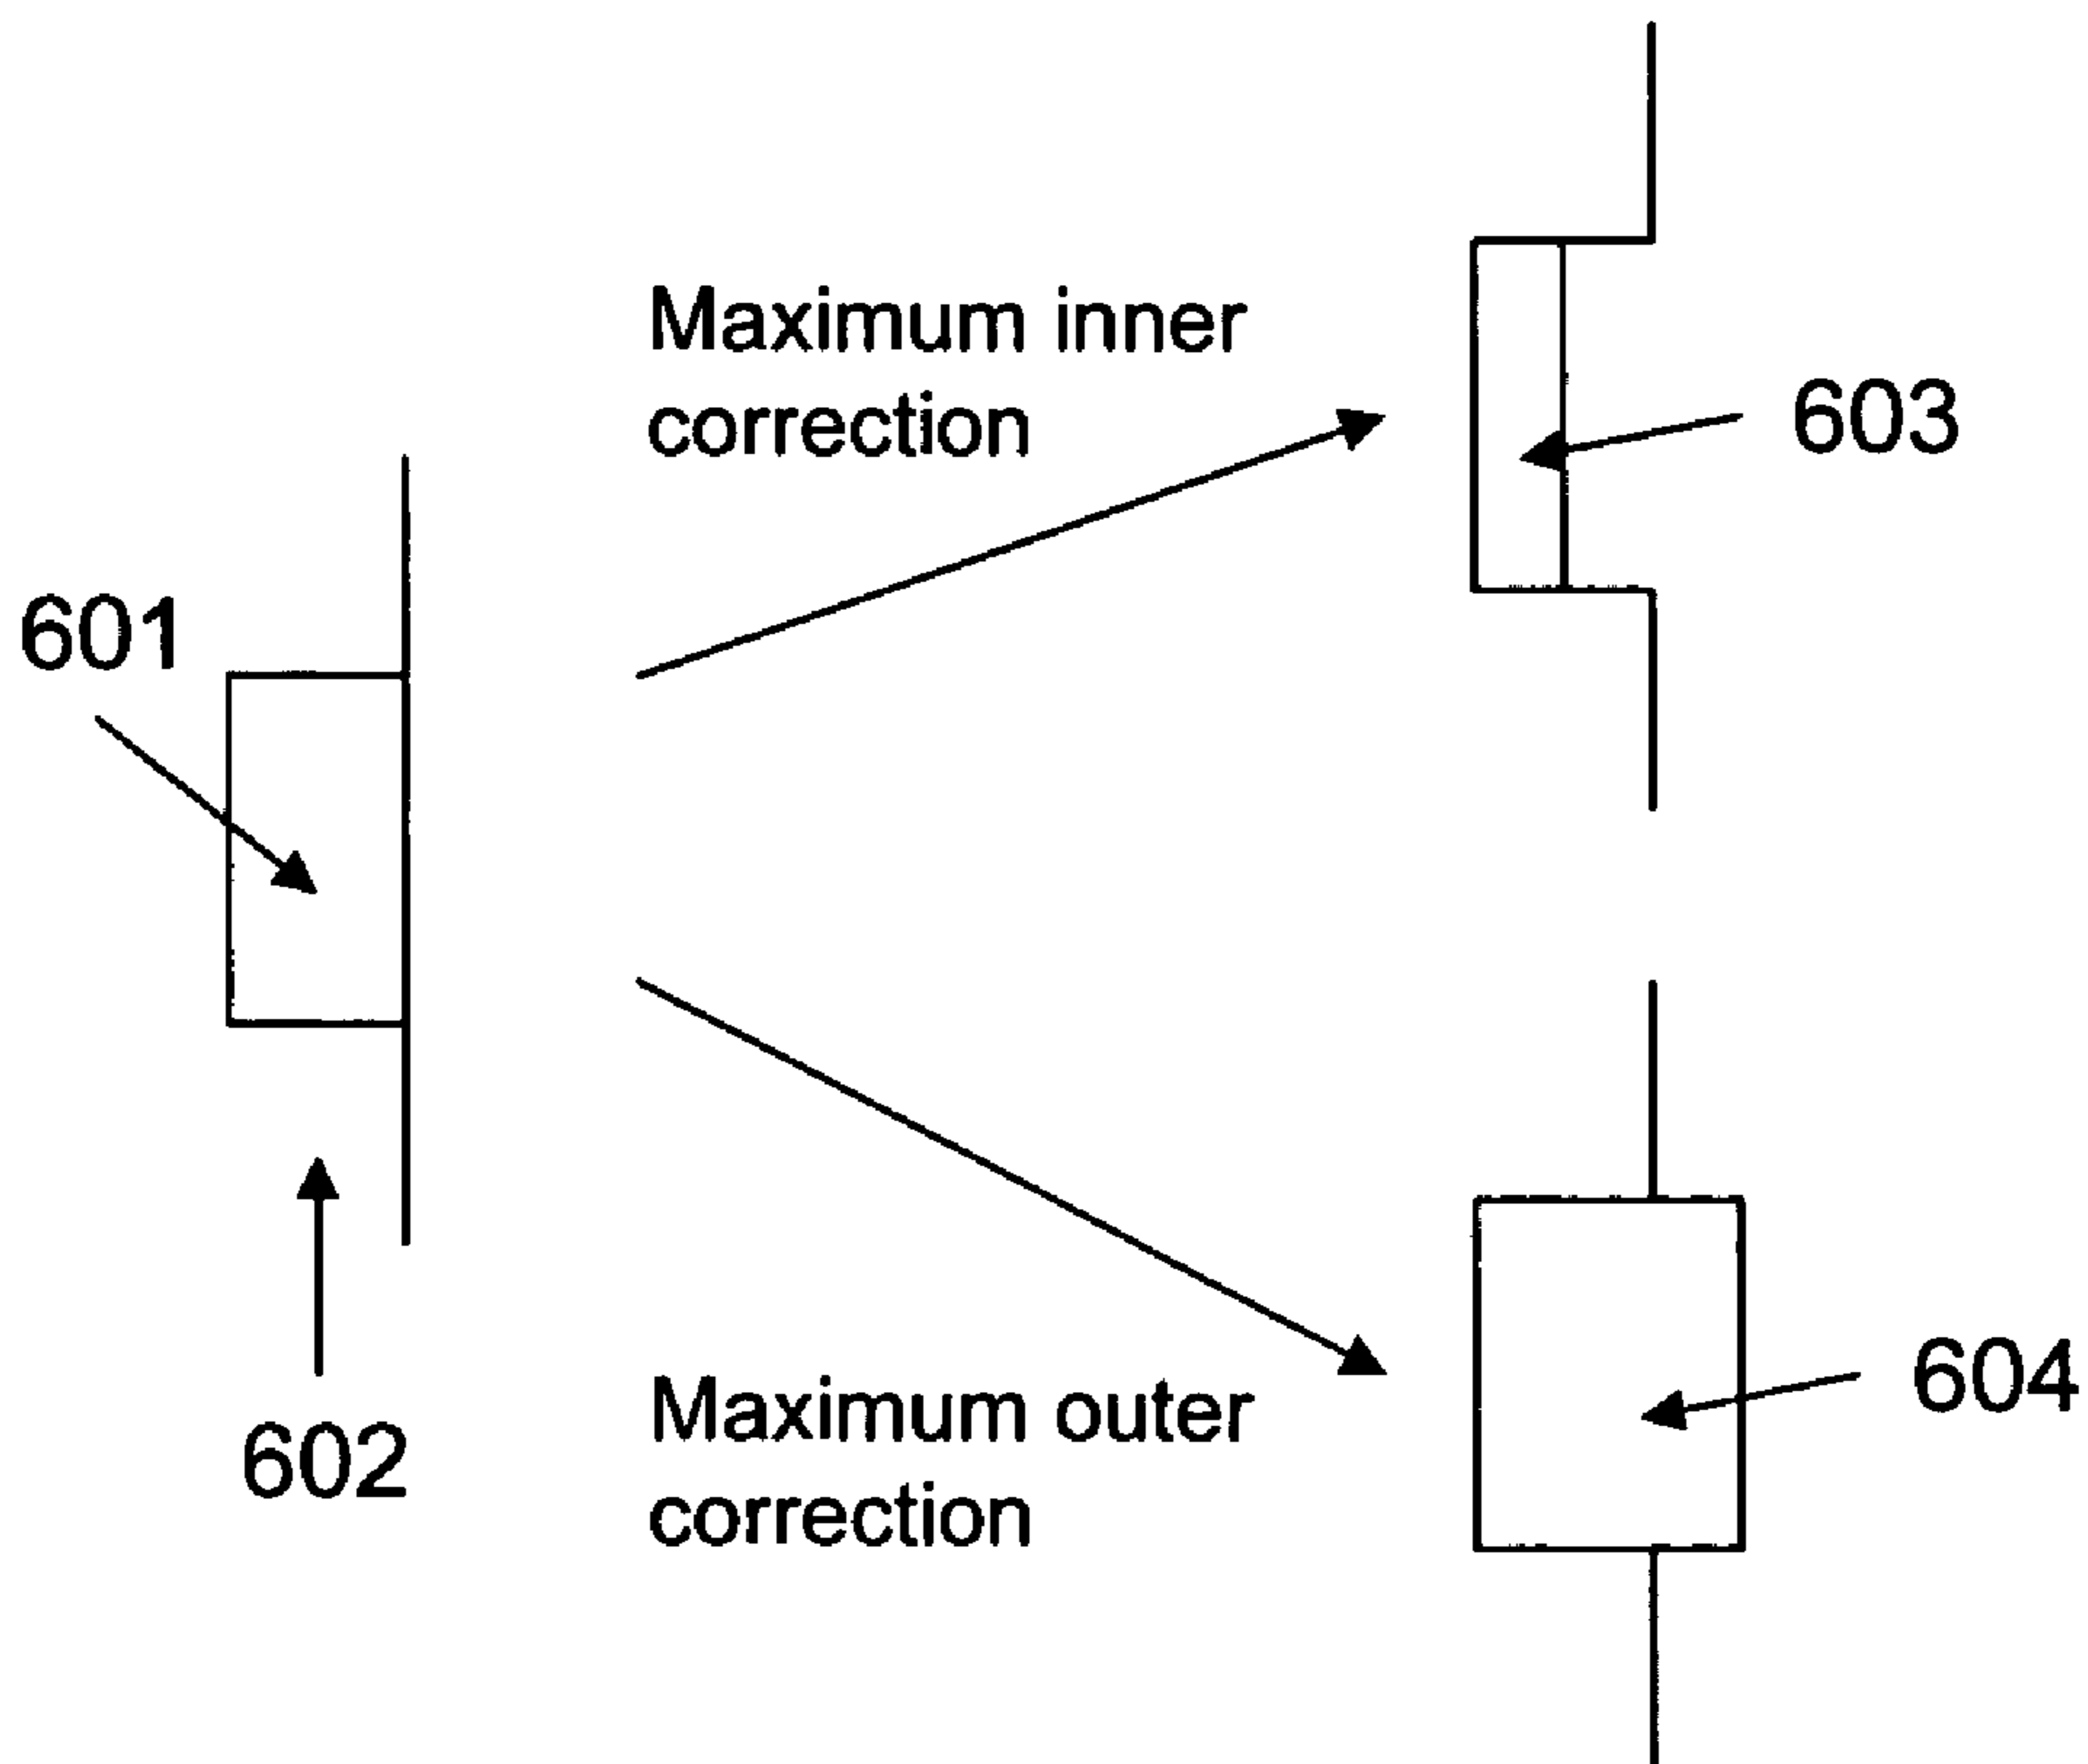 Maximum inner
correction
603
601
602
Maximum outer
correction
604